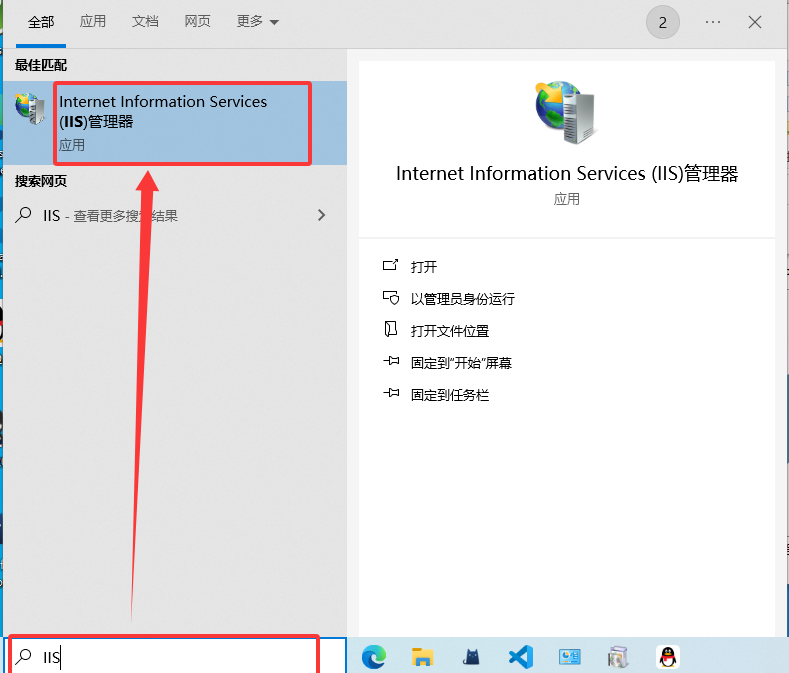 全部 应用 文档 网页 更多 2
最佳匹配
Internet Information Services
(IIS)管理器
应用
搜索网页
IIS - 查看更多搜索结果
Internet Information Services (IIS)管理器
应用
打开
以管理员身份运行
打开文件位置
固定到"开始"屏幕
固定到任务栏
IIS